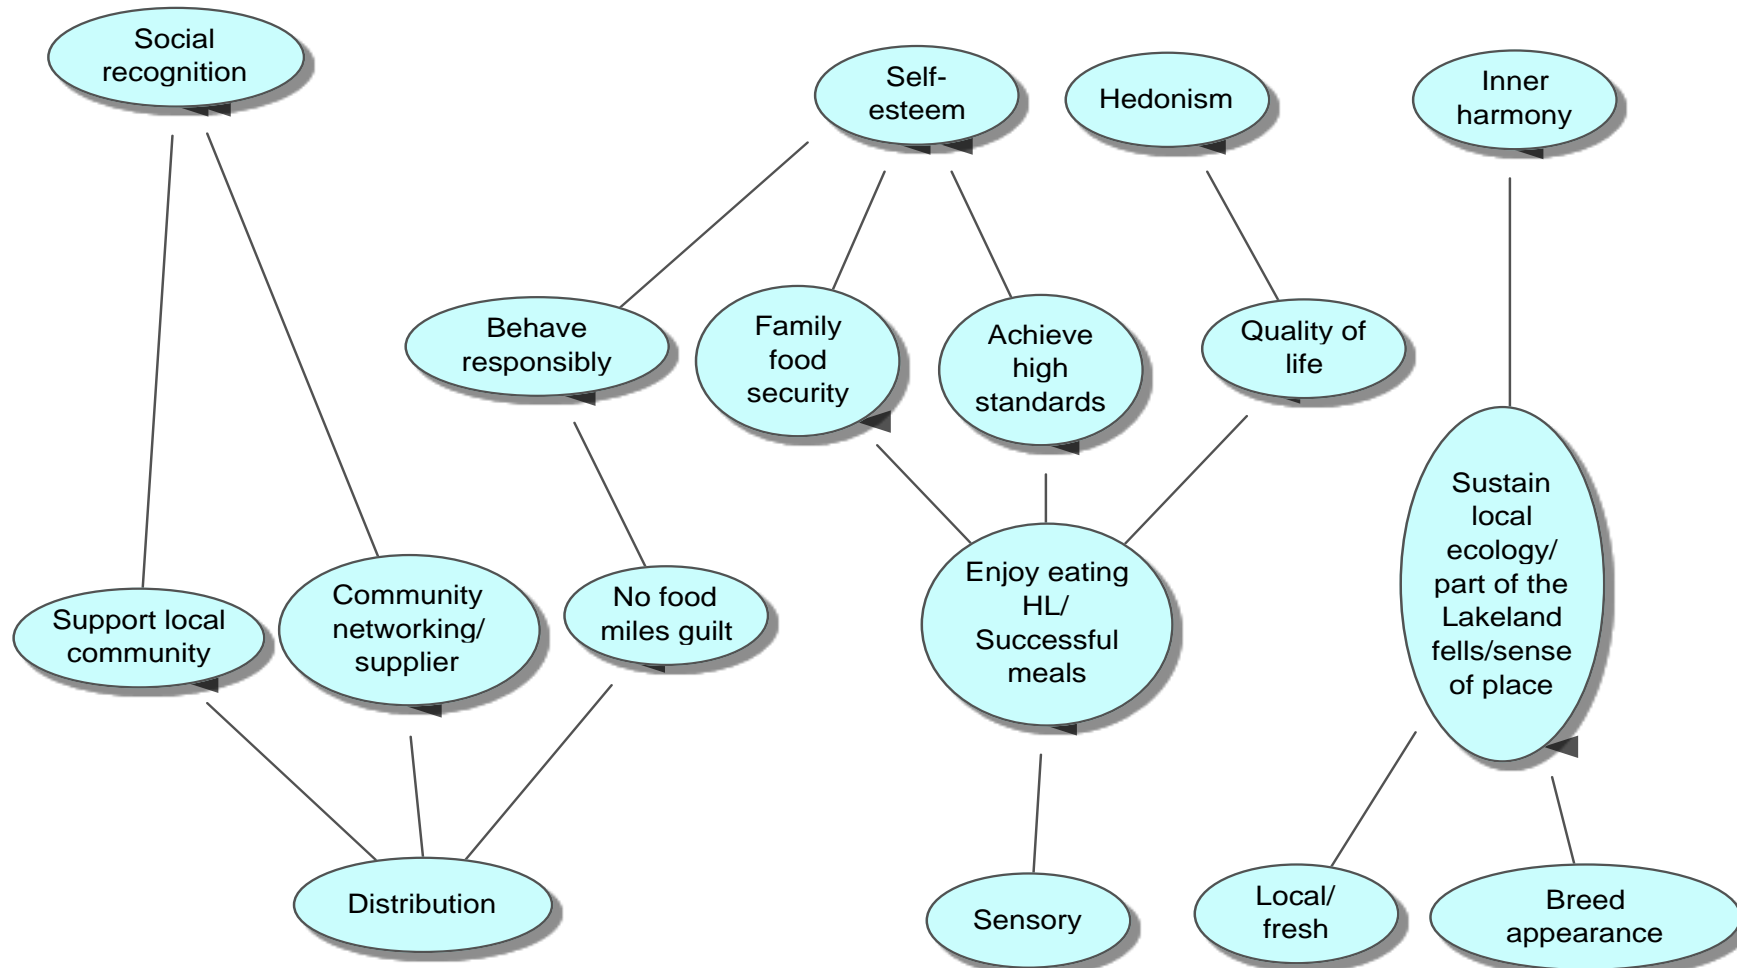 Social
recognition
Self-
esteem
Hedonism
Inner
harmony
Behave
responsibly
Family
food
security
Achieve
high
standards
Quality of
life
Support local
community
Community
networking/
supplier
No food
miles guilt
Enjoy eating
HL/
Successful
meals
Sustain
local
ecology/
part of the
Lakeland
fells/sense
of place
Distribution
Sensory
Local/
fresh
Breed
appearance